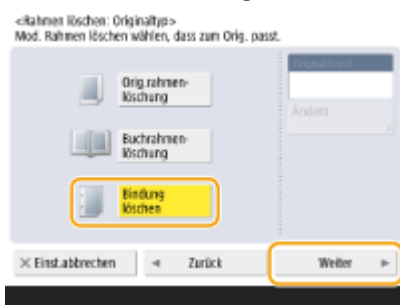 <Rahmen löschen: Originaltyp>
Mod. Rahmen löschen wählen, dass zum Orig. passt.
Originalformat
Orig.rahmen-
löschung
Ändern
Buchrahmen-
löschung
Bindung
löschen
× Einst.abbrechen
Zurück
Weiter